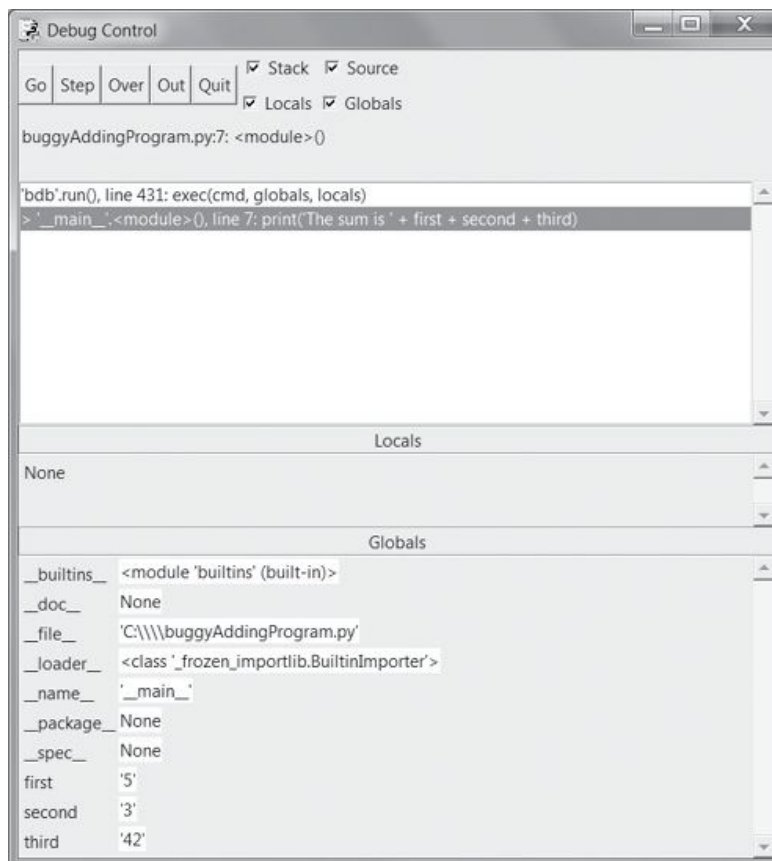 Debug Control
Go Step Over Out Quit
Stack Source
Locals Globals
buggyAddingProgram.py:7: <module>()
'bdb'.run(), line 431: exec(cmd, globals, locals)
> '__main__'.<module>(), line 7: print('The sum is ' + first + second + third)
Locals
None
Globals
__builtins__ <module 'builtins' (built-in)>
__doc__ None
__file__ 'C:\\\\buggyAddingProgram.py'
__loader__ <class '_frozen_importlib.BuiltinImporter'>
__name__ '__main__'
__package__ None
__spec__ None
first '5'
second '3'
third '42'